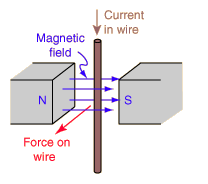 Current
in wire
Magnetic
field
N
S
Force on
wire